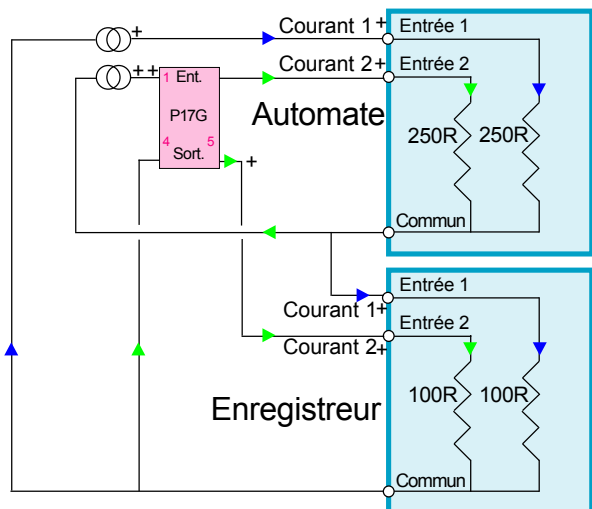 Courant 1+
Entrée 1
+
Courant 2+
Entrée 2
++
1 Ent.
P17G
4
5
Sort.
+
Automate
250R
250R
Commun
Entrée 1
Courant 1+
Entrée 2
Courant 2+
Enregistreur
100R
100R
Commun